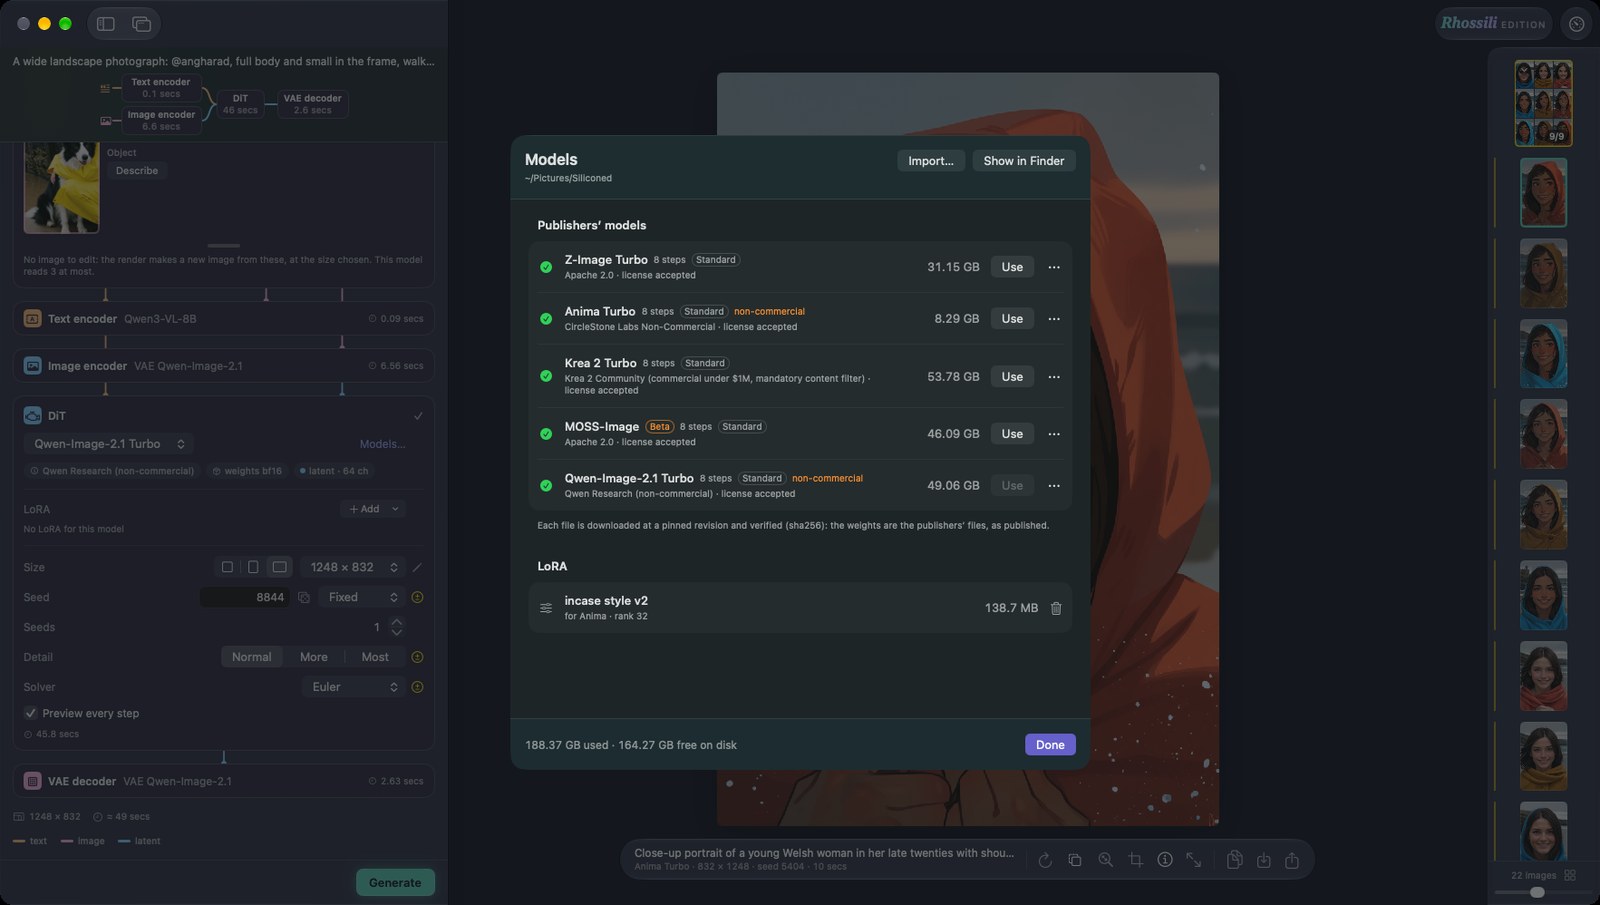 Rhossili EDITION
A wide landscape photograph: @angharad, full body and small in the frame, walk...
Text encoder
0.1 secs
Image encoder
6.6 secs
DiT
46 secs
VAE decoder
2.6 secs
Object
Describe
No image to edit: the render makes a new image from these, at the size chosen. This model
reads 3 at most.
Text encoder Qwen3-VL-8B 0.09 secs
Image encoder VAE Qwen-Image-2.1 6.56 secs
DiT
Qwen-Image-2.1 Turbo Models...
Qwen Research (non-commercial) weights bf16 latent · 64 ch
LoRA Add
No LoRA for this model
Size 1248 × 832
Seed 8844 Fixed
Seeds 1
Detail Normal More Most
Solver Euler
Preview every step
45.8 secs
VAE decoder VAE Qwen-Image-2.1 2.63 secs
1248 × 832 ≈ 49 secs
text image latent
Generate
Models
~/Pictures/Siliconed
Import... Show in Finder
Publishers’ models
Z-Image Turbo 8 steps Standard
Apache 2.0 · license accepted
31.15 GB Use
Anima Turbo 8 steps Standard non-commercial
CircleStone Labs Non-Commercial · license accepted
8.29 GB Use
Krea 2 Turbo 8 steps Standard
Krea 2 Community (commercial under $1M, mandatory content filter) ·
license accepted
53.78 GB Use
MOSS-Image Beta 8 steps Standard
Apache 2.0 · license accepted
46.09 GB Use
Qwen-Image-2.1 Turbo 8 steps Standard non-commercial
Qwen Research (non-commercial) · license accepted
49.06 GB Use
Each file is downloaded at a pinned revision and verified (sha256): the weights are the publishers’ files, as published.
LoRA
incase style v2
for Anima · rank 32
138.7 MB
188.37 GB used · 164.27 GB free on disk
Done
Close-up portrait of a young Welsh woman in her late twenties with shou...
Anima Turbo · 832 × 1248 · seed 5404 · 10 secs
9/9
22 images